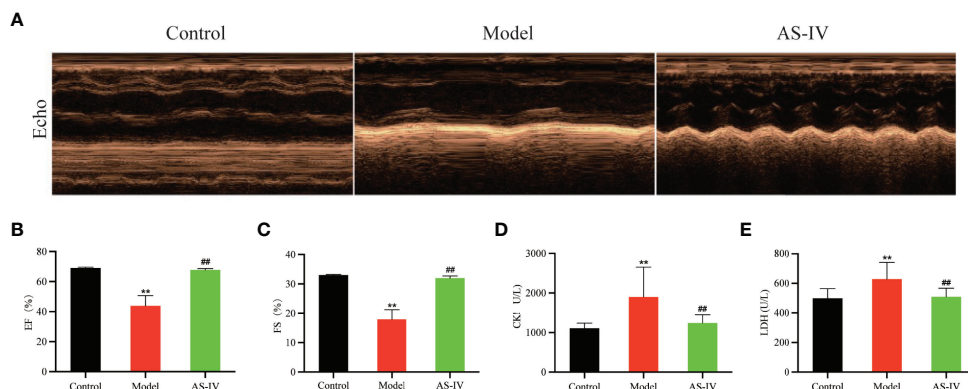 A
Control Model AS-IV
Echo
B
EF (%)
80
60
40
20
0
**
##
Control Model AS-IV
C
FS (%)
40
30
20
10
0
**
##
Control Model AS-IV
D
CK! (U/L)
3000
2000
1000
0
**
##
Control Model AS-IV
E
LDH (U/L)
800
600
400
200
0
**
##
Control Model AS-IV